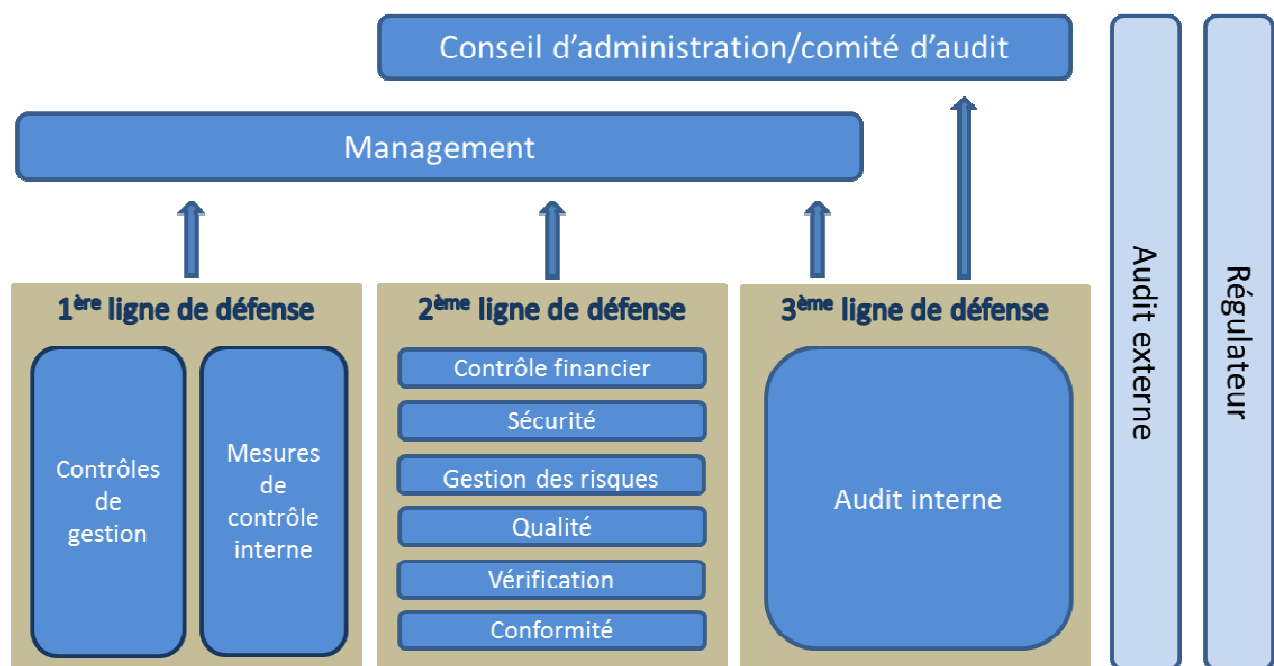 Conseil d'administration/comité d'audit
Management
1ère ligne de défense
Contrôles
de
gestion
Mesures
de
contrôle
interne
2ème ligne de défense
Contrôle financier
Sécurité
Gestion des risques
Qualité
Vérification
Conformité
3ème ligne de défense
Audit interne
Audit externe
Régulateur